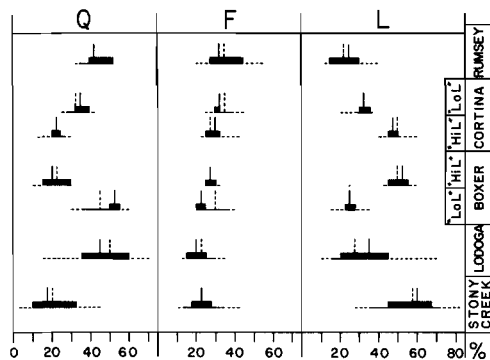 Q F L
RUMSEY
CORTINA
"LoL"
"HiL"
BOXER
"HiL"
"LoL"
LODOGA
STONY
CREEK
0 20 40 60 20 40 60 20 40 60 80 %